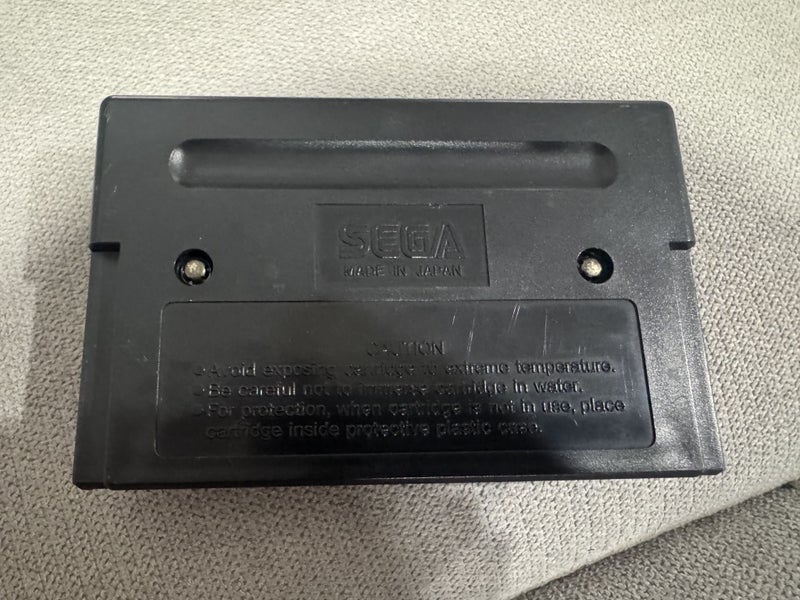 SEGA
MADE IN JAPAN
CAUTION
• Avoid exposing cartridge to extreme temperature.
• Be careful not to immerse cartridge in water.
• For protection, when cartridge is not in use, place
cartridge inside protective plastic case.